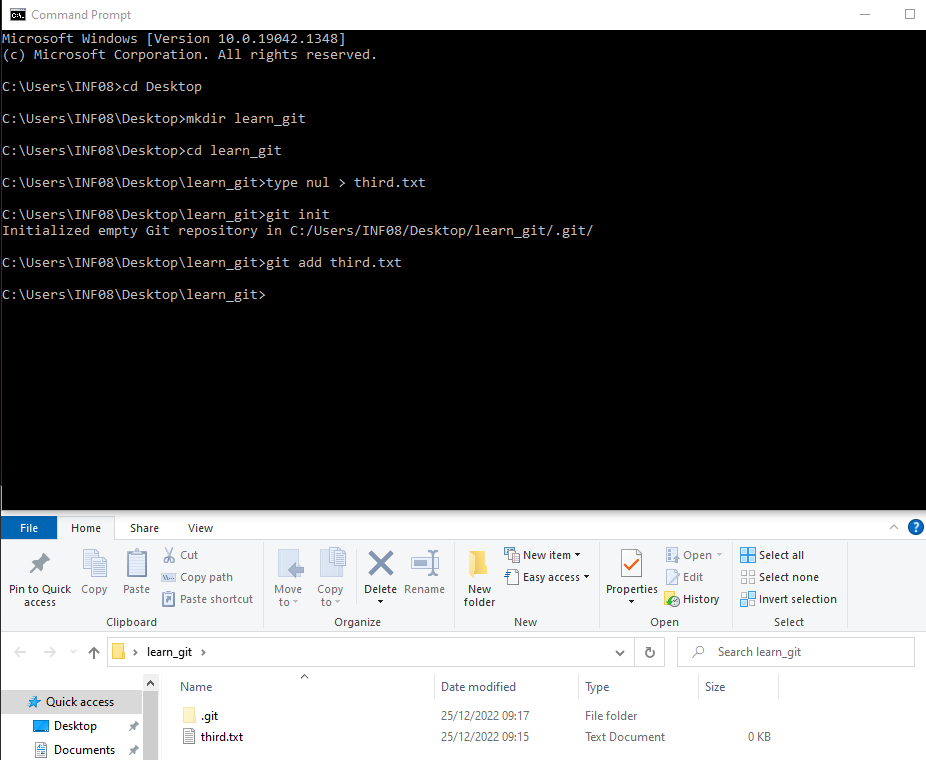 Command Prompt
Microsoft Windows [Version 10.0.19042.1348]
(c) Microsoft Corporation. All rights reserved.
C:\Users\INF08>cd Desktop
C:\Users\INF08\Desktop>mkdir learn_git
C:\Users\INF08\Desktop>cd learn_git
C:\Users\INF08\Desktop\learn_git>type nul > third.txt
C:\Users\INF08\Desktop\learn_git>git init
Initialized empty Git repository in C:/Users/INF08/Desktop/learn_git/.git/
C:\Users\INF08\Desktop\learn_git>git add third.txt
C:\Users\INF08\Desktop\learn_git>
File Home Share View
Pin to Quick access
Copy
Paste
Cut
Copy path
Paste shortcut
Clipboard
Move to
Copy to
Delete
Rename
Organize
New folder
New item
Easy access
New
Properties
Open
Edit
History
Open
Select all
Select none
Invert selection
Select
learn_git
Search learn_git
Quick access
Desktop
Documents
Name Date modified Type Size
.git 25/12/2022 09:17 File folder
third.txt 25/12/2022 09:15 Text Document 0 KB